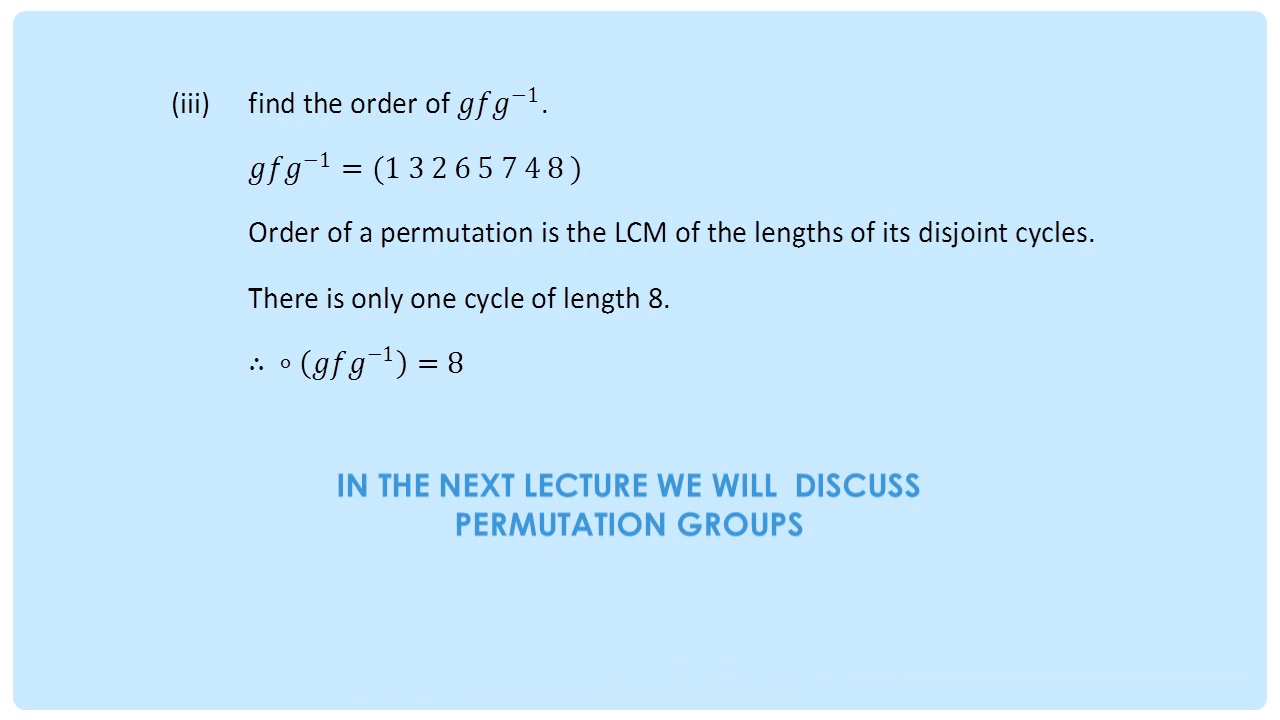 (iii) find the order of 𝑔𝑓𝑔⁻¹.
𝑔𝑓𝑔⁻¹ = (1 3 2 6 5 7 4 8 )
Order of a permutation is the LCM of the lengths of its disjoint cycles.
There is only one cycle of length 8.
∴ ∘(𝑔𝑓𝑔⁻¹) = 8
IN THE NEXT LECTURE WE WILL DISCUSS
PERMUTATION GROUPS